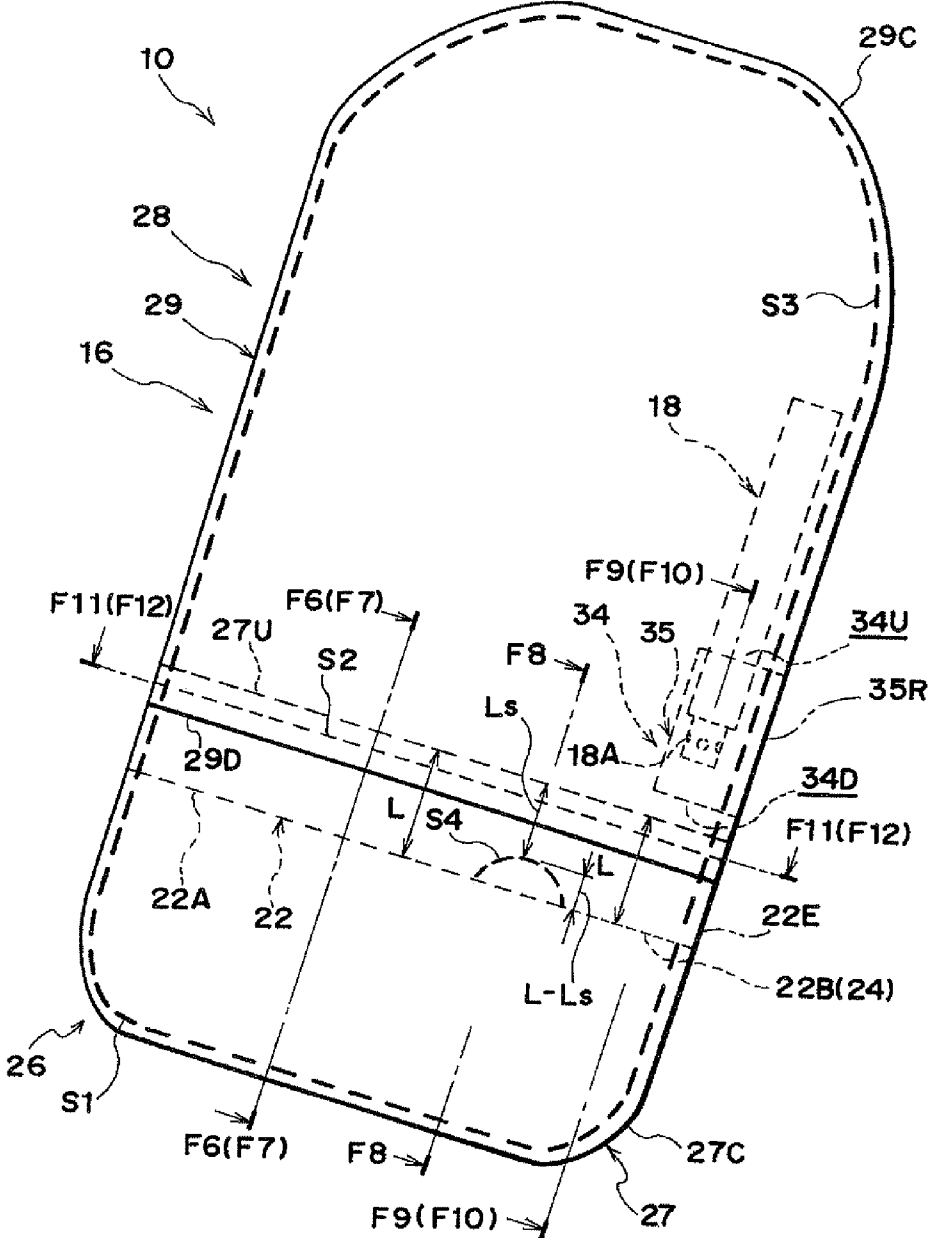 29C
10
28
29
S3
16
18
F9(F10)
F11(F12)
F6(F7)
27U
34
35
34U
S2
F8
Ls
35R
18A
29D
34D
L
S4
F11(F12)
L
22A
22
22E
L-Ls
22B(24)
26
S1
F6(F7)
F8
27C
F9(F10)
27